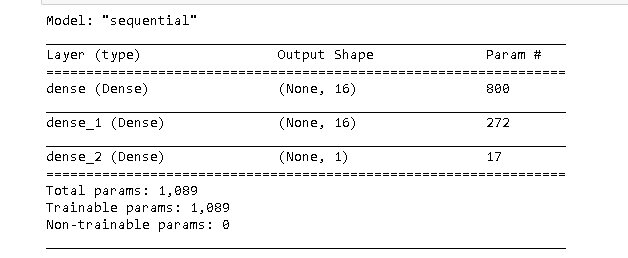 Model: "sequential"
Layer (type) Output Shape Param #
dense (Dense) (None, 16) 800
dense_1 (Dense) (None, 16) 272
dense_2 (Dense) (None, 1) 17
Total params: 1,089
Trainable params: 1,089
Non-trainable params: 0